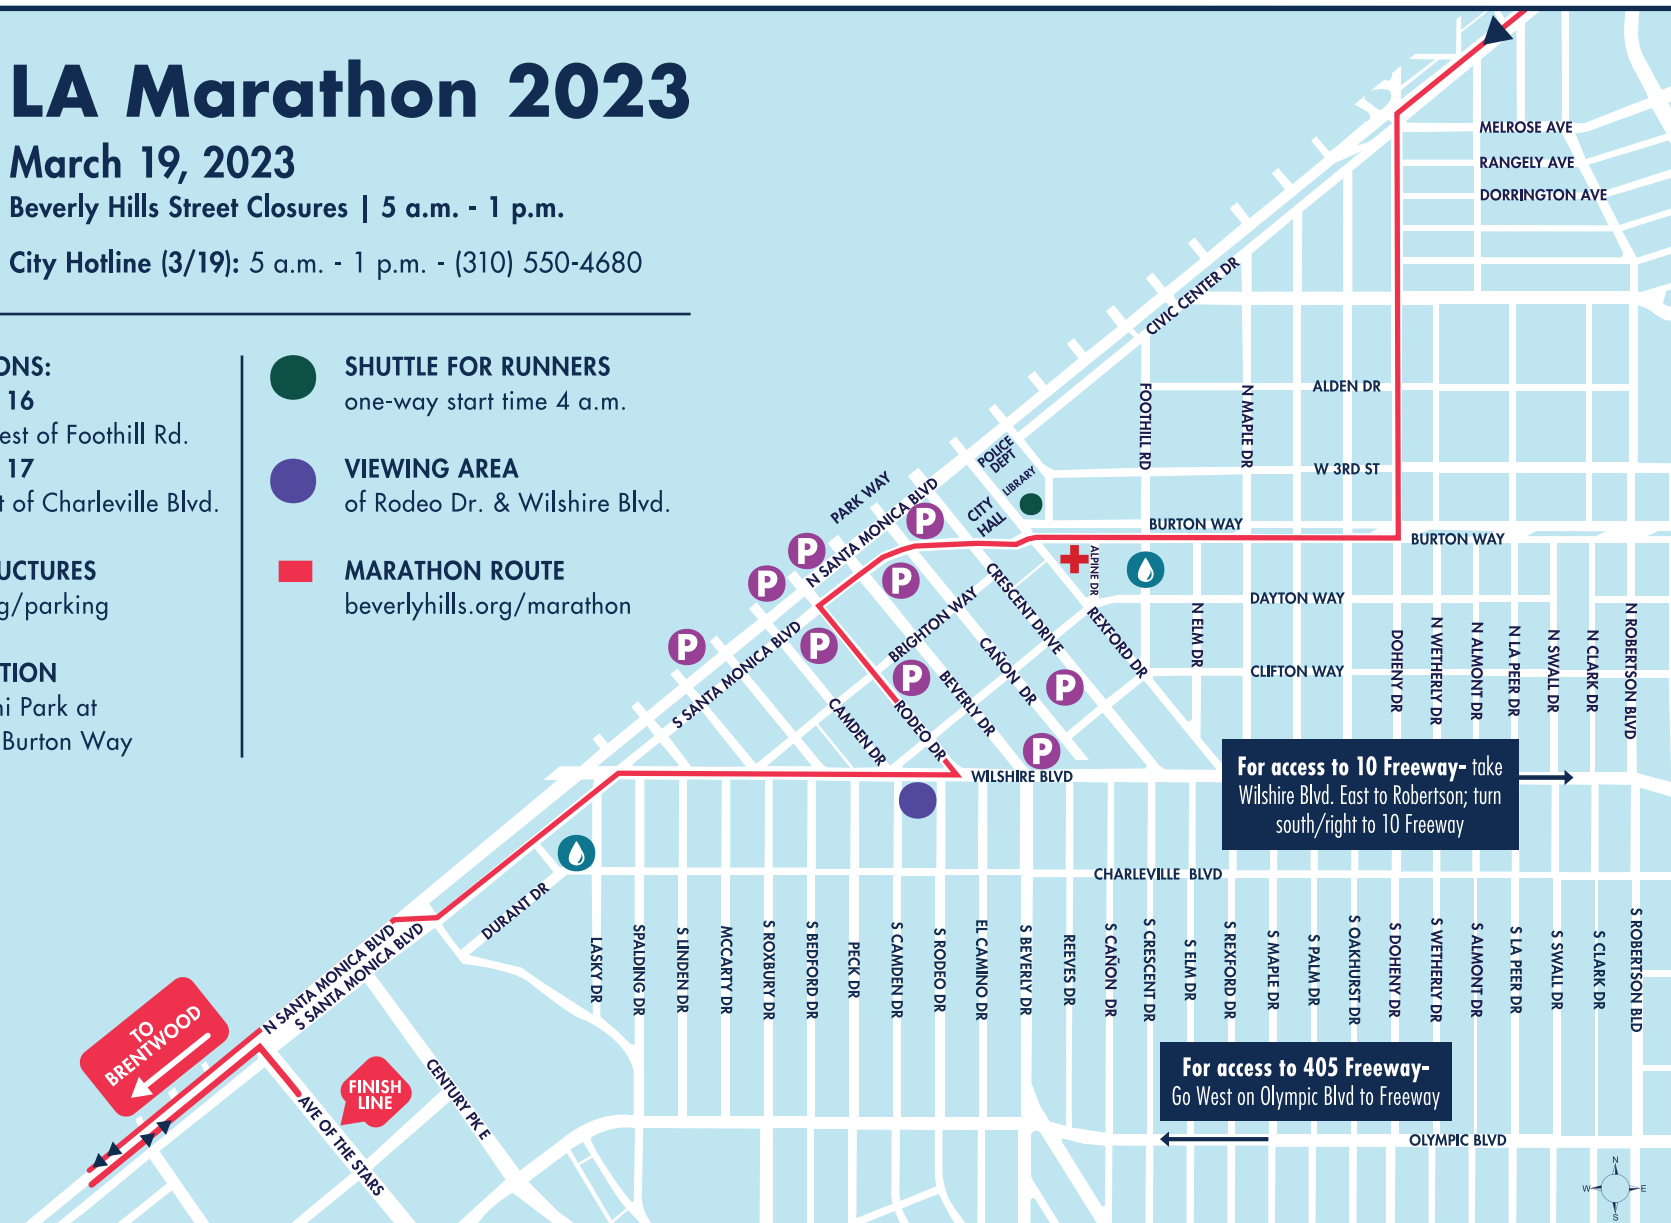 LA Marathon 2023
March 19, 2023
Beverly Hills Street Closures | 5 a.m. - 1 p.m.
City Hotline (3/19): 5 a.m. - 1 p.m. - (310) 550-4680
ONS:
16
est of Foothill Rd.
17
t of Charleville Blvd.
UCTURES
g/parking
TION
ni Park at
Burton Way
SHUTTLE FOR RUNNERS
one-way start time 4 a.m.
VIEWING AREA
of Rodeo Dr. & Wilshire Blvd.
MARATHON ROUTE
beverlyhills.org/marathon
MELROSE AVE
RANGELY AVE
DORRINGTON AVE
CIVIC CENTER DR
FOOTHILL RD
N MAPLE DR
ALDEN DR
W 3RD ST
POLICE
DEPT
LIBRARY
CITY
HALL
PARK WAY
N SANTA MONICA BLVD
BURTON WAY
BURTON WAY
ALPINE DR
P
P
P
P
P
P
P
P
P
S SANTA MONICA BLVD
BRIGHTON WAY
CRESCENT DRIVE
REXFORD DR
CAÑON DR
BEVERLY DR
RODEO DR
CAMDEN DR
DAYTON WAY
CLIFTON WAY
N ELM DR
DOHENY DR
N WETHERLY DR
N ALMONT DR
N LA PEER DR
N SWALL DR
N CLARK DR
N ROBERTSON BLVD
WILSHIRE BLVD
For access to 10 Freeway- take
Wilshire Blvd. East to Robertson; turn
south/right to 10 Freeway
CHARLEVILLE BLVD
DURANT DR
LASKY DR
SPALDING DR
S LINDEN DR
MCCARTY DR
S ROXBURY DR
S BEDFORD DR
PECK DR
S CAMDEN DR
S RODEO DR
EL CAMINO DR
S BEVERLY DR
REEVES DR
S CAÑON DR
S CRESCENT DR
S ELM DR
S REXFORD DR
S MAPLE DR
S PALM DR
S OAKHURST DR
S DOHENY DR
S WETHERLY DR
S ALMONT DR
S LA PEER DR
S SWALL DR
S CLARK DR
S ROBERTSON BLD
N SANTA MONICA BLVD
S SANTA MONICA BLVD
TO
BRENTWOOD
FINISH
LINE
CENTURY PK E
AVE OF THE STARS
For access to 405 Freeway-
Go West on Olympic Blvd to Freeway
OLYMPIC BLVD
N
W
E
S